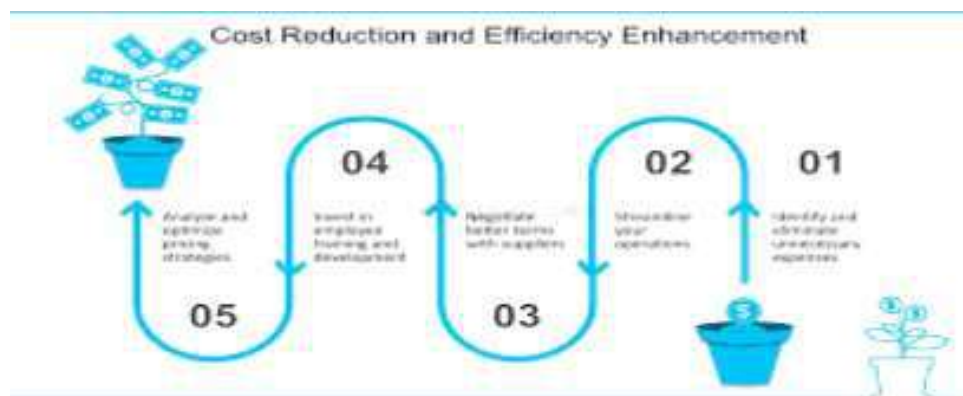 Cost Reduction and Efficiency Enhancement
04
02
01
Analyze and
optimize
pricing
strategies
Invest in
employee
training and
development
Negotiate
better terms
with suppliers
Streamline
your
operations
Identify and
eliminate
unnecessary
expenses
05
03